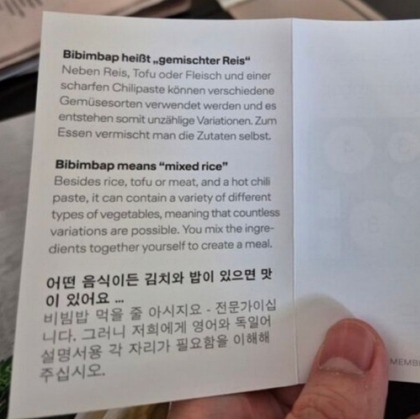 Bibimbap heißt „gemischter Reis“
Neben Reis, Tofu oder Fleisch und einer
scharfen Chilipaste können verschiedene
Gemüsesorten verwendet werden und es
entstehen somit unzählige Variationen. Zum
Essen vermischt man die Zutaten selbst.
Bibimbap means “mixed rice”
Besides rice, tofu or meat, and a hot chili
paste, it can contain a variety of different
types of vegetables, meaning that countless
variations are possible. You mix the ingre-
dients together yourself to create a meal.
어떤 음식이든 김치와 밥이 있으면 맛
이 있어요 ...
비빔밥 먹을 줄 아시지요 - 전문가이십
니다. 그러니 저희에게 영어와 독일어
설명서용 각 자리가 필요함을 이해해
주십시오.